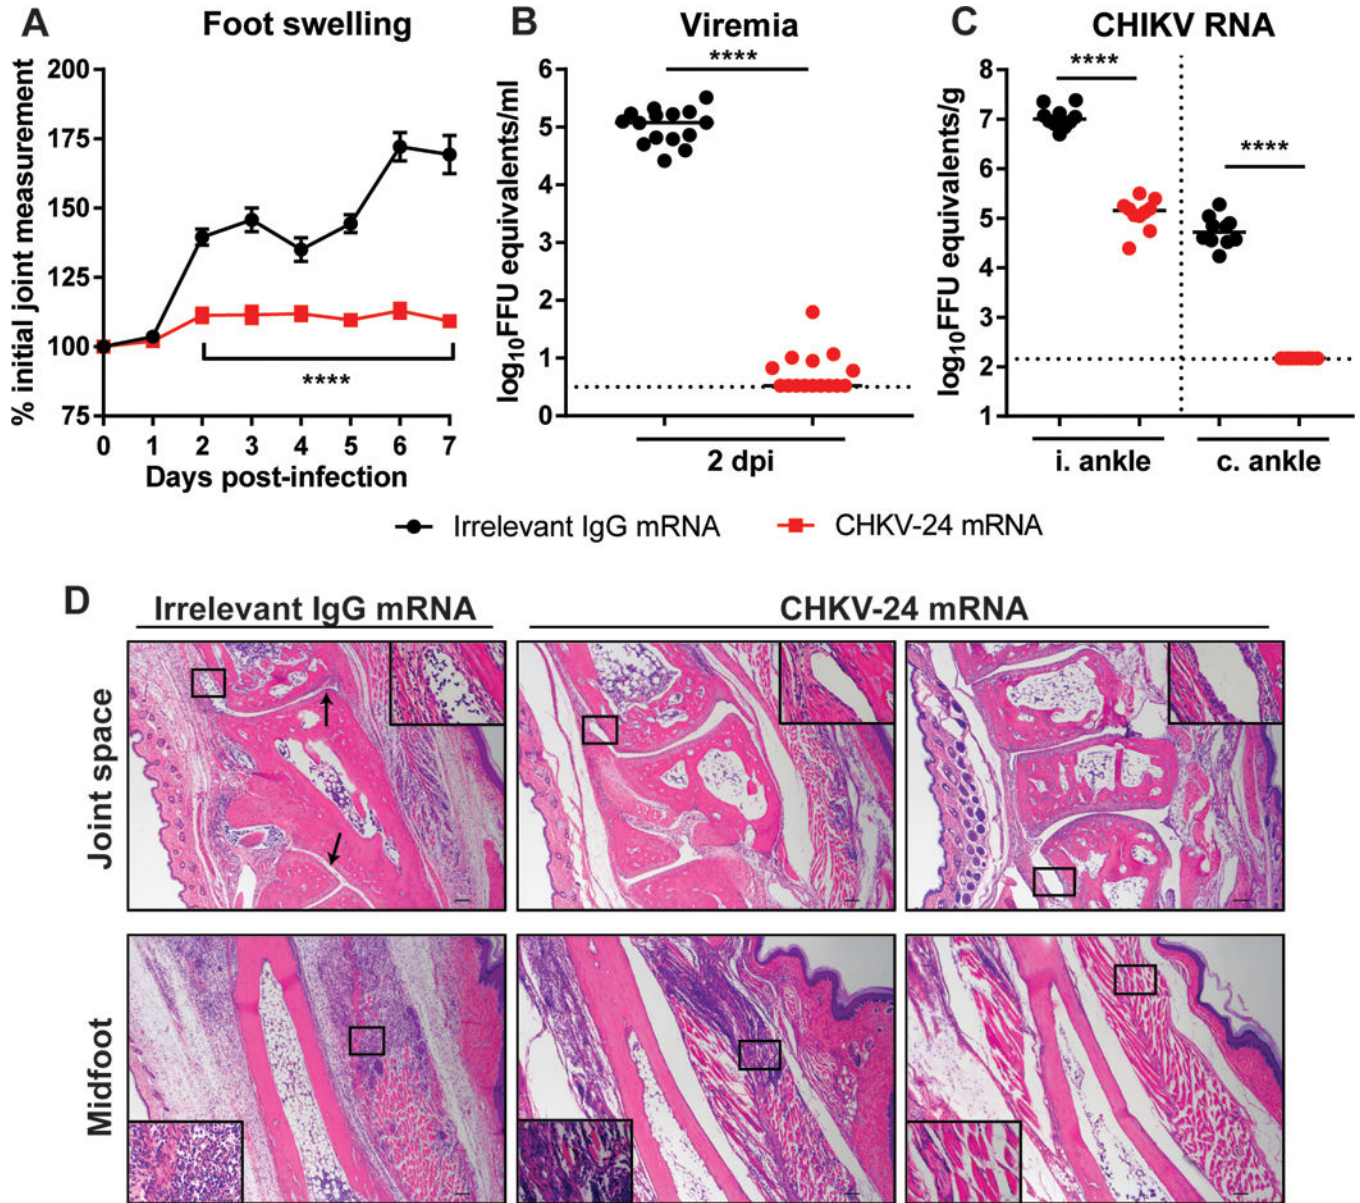 A
Foot swelling
% initial joint measurement
200
175
150
125
100
75
****
0 1 2 3 4 5 6 7
Days post-infection
B
Viremia
log10FFU equivalents/ml
6
5
4
3
2
1
0
****
2 dpi
C
CHIKV RNA
log10FFU equivalents/g
8
7
6
5
4
3
2
1
****
****
i. ankle
c. ankle
Irrelevant IgG mRNA
CHKV-24 mRNA
D
Irrelevant IgG mRNA
CHKV-24 mRNA
Joint space
Midfoot